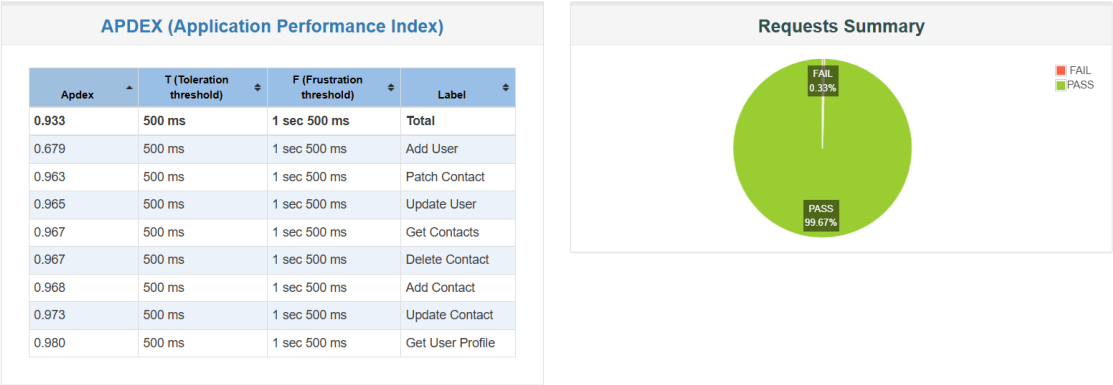 APDEX (Application Performance Index)
Apdex T (Toleration threshold) F (Frustration threshold) Label
0.933 500 ms 1 sec 500 ms Total
0.679 500 ms 1 sec 500 ms Add User
0.963 500 ms 1 sec 500 ms Patch Contact
0.965 500 ms 1 sec 500 ms Update User
0.967 500 ms 1 sec 500 ms Get Contacts
0.967 500 ms 1 sec 500 ms Delete Contact
0.968 500 ms 1 sec 500 ms Add Contact
0.973 500 ms 1 sec 500 ms Update Contact
0.980 500 ms 1 sec 500 ms Get User Profile
Requests Summary
FAIL
0.33%
PASS
99.67%
FAIL
PASS